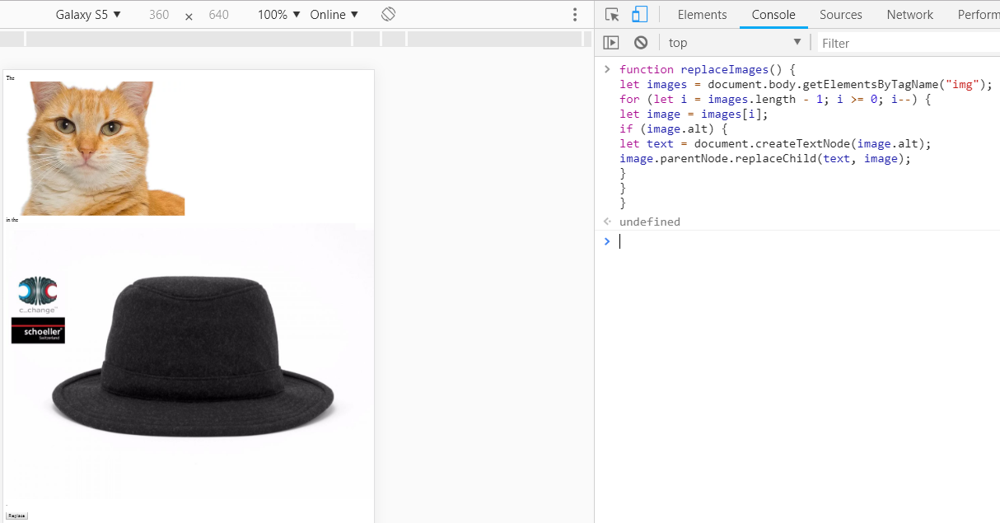 Galaxy S5 ▼ 360 × 640 100% ▼ Online ▼
Elements Console Sources Network Perform
top ▼ Filter
The
in the
c_change™
schoeller®
Switzerland
.
Replace
> function replaceImages() {
let images = document.body.getElementsByTagName("img");
for (let i = images.length - 1; i >= 0; i--) {
let image = images[i];
if (image.alt) {
let text = document.createTextNode(image.alt);
image.parentNode.replaceChild(text, image);
}
}
}
undefined
>